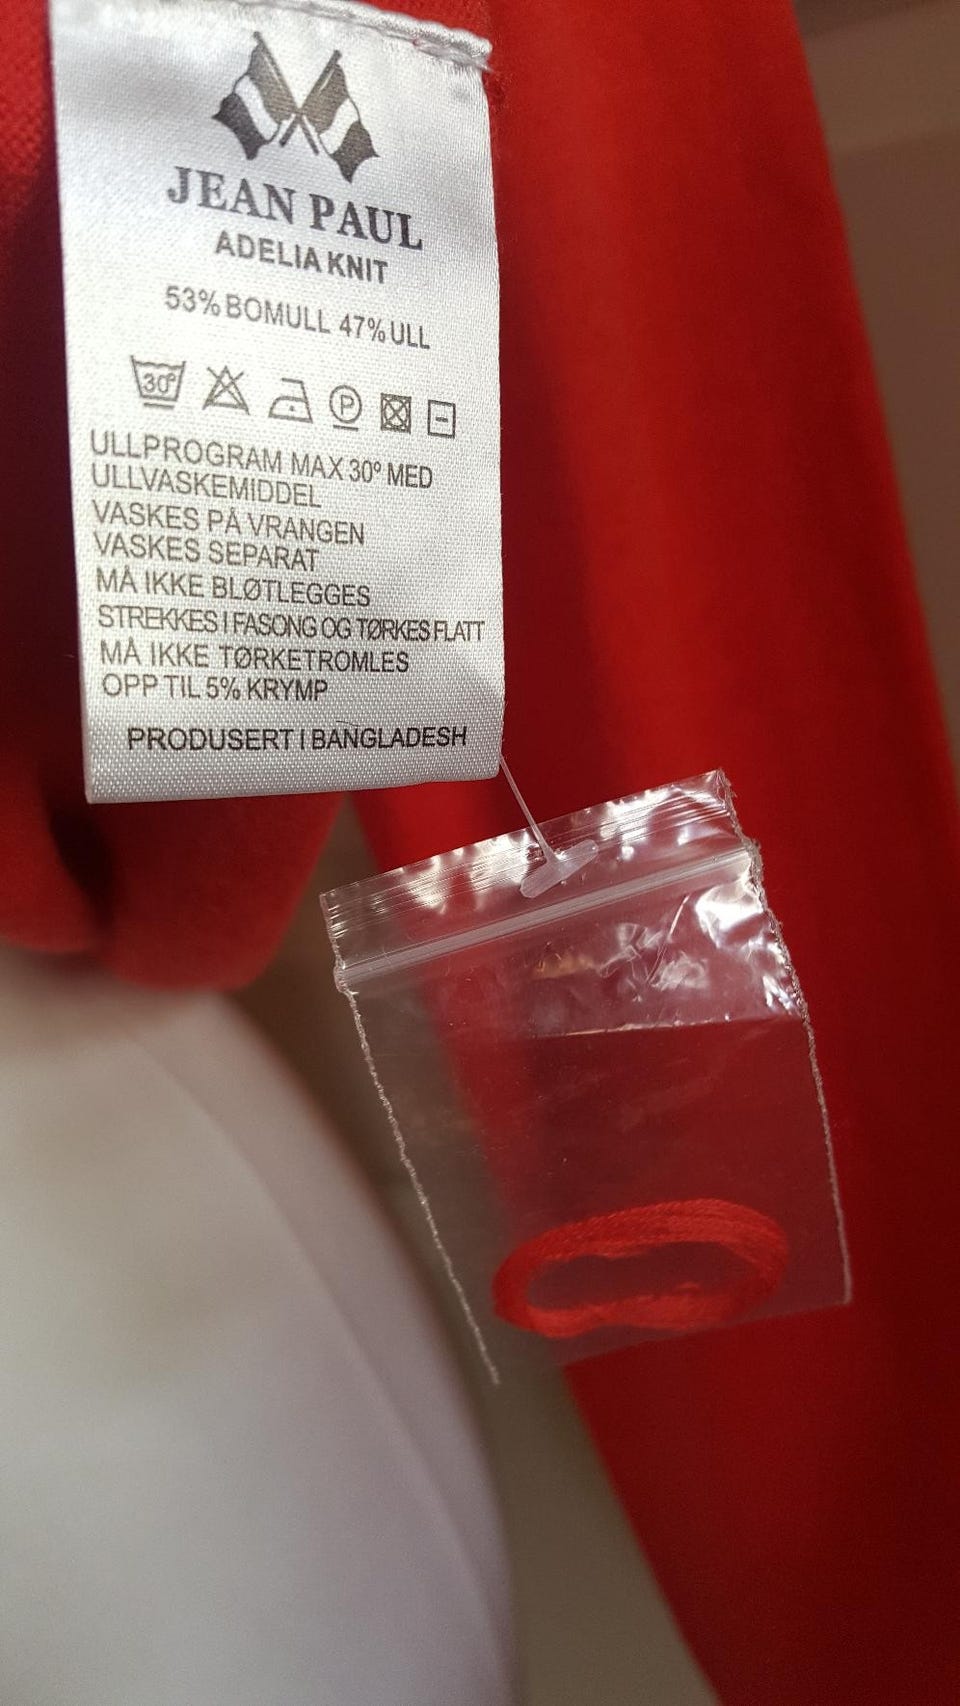 JEAN PAUL
ADELIA KNIT
53% BOMULL 47% ULL
30° P
ULLPROGRAM MAX 30º MED
ULLVASKEMIDDEL
VASKES PÅ VRANGEN
VASKES SEPARAT
MÅ IKKE BLØTLEGGES
STREKKES I FASONG OG TØRKES FLATT
MÅ IKKE TØRKETROMLES
OPP TIL 5% KRYMP
PRODUSERT I BANGLADESH